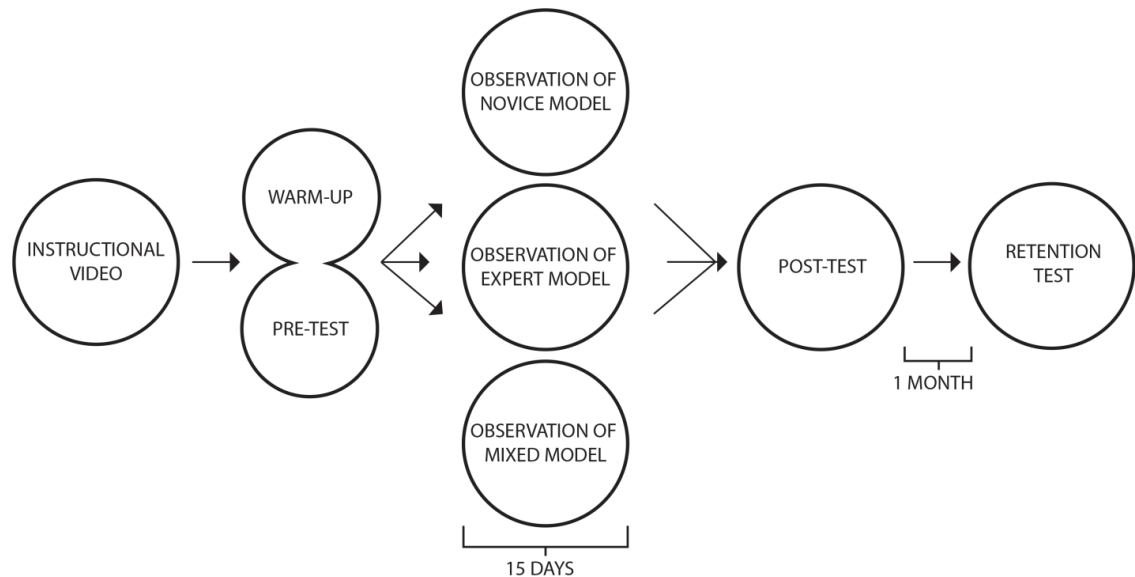 INSTRUCTIONAL
VIDEO
WARM-UP
PRE-TEST
OBSERVATION OF
NOVICE MODEL
OBSERVATION OF
EXPERT MODEL
OBSERVATION OF
MIXED MODEL
15 DAYS
POST-TEST
1 MONTH
RETENTION
TEST